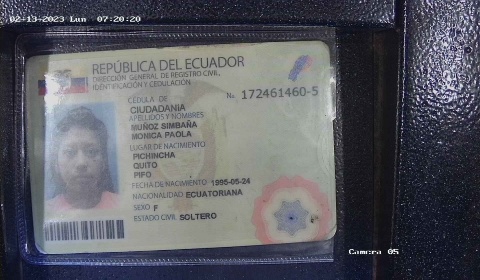 02-13-2023 Lun 07:20:20
REPÚBLICA DEL ECUADOR
DIRECCIÓN GENERAL DE REGISTRO CIVIL,
IDENTIFICACIÓN Y CEDULACIÓN
CÉDULA DE
No. 172461460-5
CIUDADANIA
APELLIDOS Y NOMBRES
MUÑOZ SIMBAÑA
MONICA PAOLA
LUGAR DE NACIMIENTO
PICHINCHA
QUITO
PIFO
FECHA DE NACIMIENTO 1995-05-24
NACIONALIDAD ECUATORIANA
SEXO F
ESTADO CIVIL SOLTERO
Camera 05